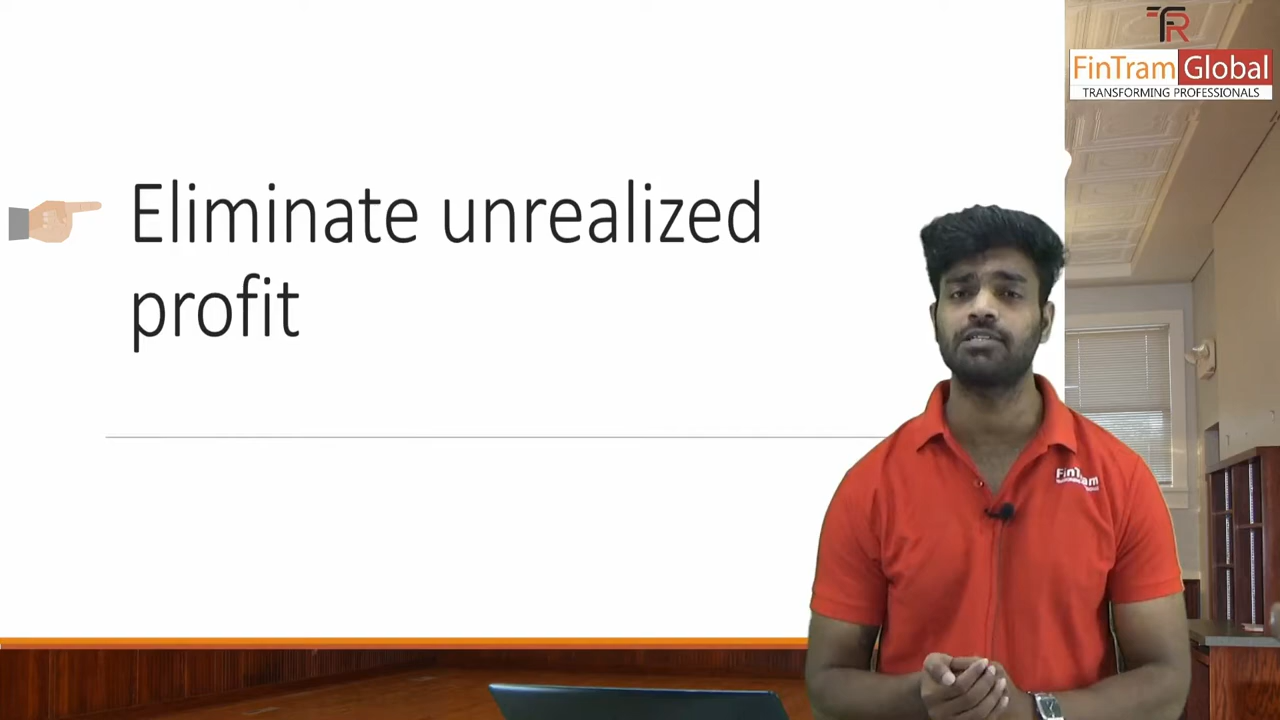 FinTram Global
TRANSFORMING PROFESSIONALS
Eliminate unrealized
profit